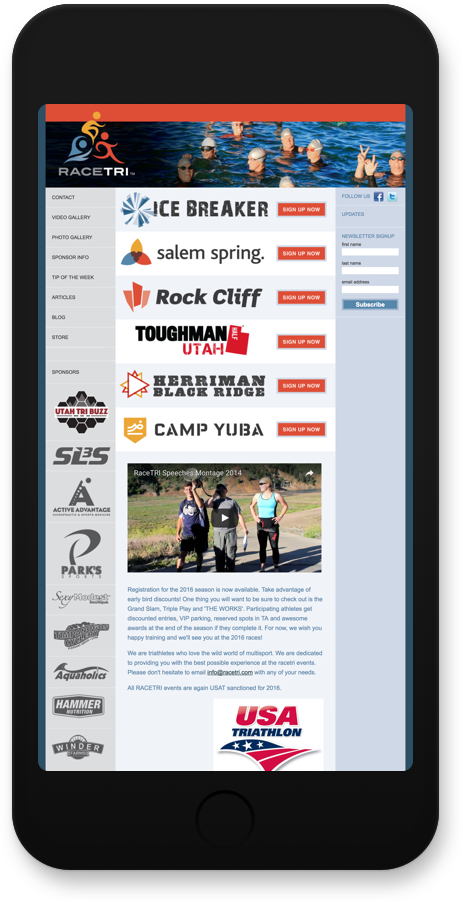 RACETRI™
CONTACT
VIDEO GALLERY
PHOTO GALLERY
SPONSOR INFO
TIP OF THE WEEK
ARTICLES
BLOG
STORE
SPONSORS
UTAH TRI BUZZ
SL3S
ACTIVE ADVANTAGE
PARK'S
SPORTS
SexyModest
Boutique
Aquaholics
HAMMER
NUTRITION
WINDER
FARMS
ICE BREAKER
SIGN UP NOW
salem spring.
SIGN UP NOW
Rock Cliff
SIGN UP NOW
TOUGHMAN HALF
UTAH
SIGN UP NOW
HERRIMAN
BLACK RIDGE
SIGN UP NOW
CAMP YUBA
SIGN UP NOW
RaceTRI Speeches Montage 2014
Registration for the 2016 season is now available. Take advantage of
early bird discounts! One thing you will want to be sure to check out is the
Grand Slam, Triple Play and 'THE WORKS'. Participating athletes get
discounted entries, VIP parking, reserved spots in TA and awesome
awards at the end of the season if they complete it. For now, we wish you
happy training and we'll see you at the 2016 races!
We are triathletes who love the wild world of multisport. We are dedicated
to providing you with the best possible experience at the racetri events.
Please don't hesitate to email info@racetri.com with any of your needs.
All RACETRI events are again USAT sanctioned for 2016.
USA
TRIATHLON
FOLLOW US
UPDATES
NEWSLETTER SIGNUP
first name
last name
email address
Subscribe